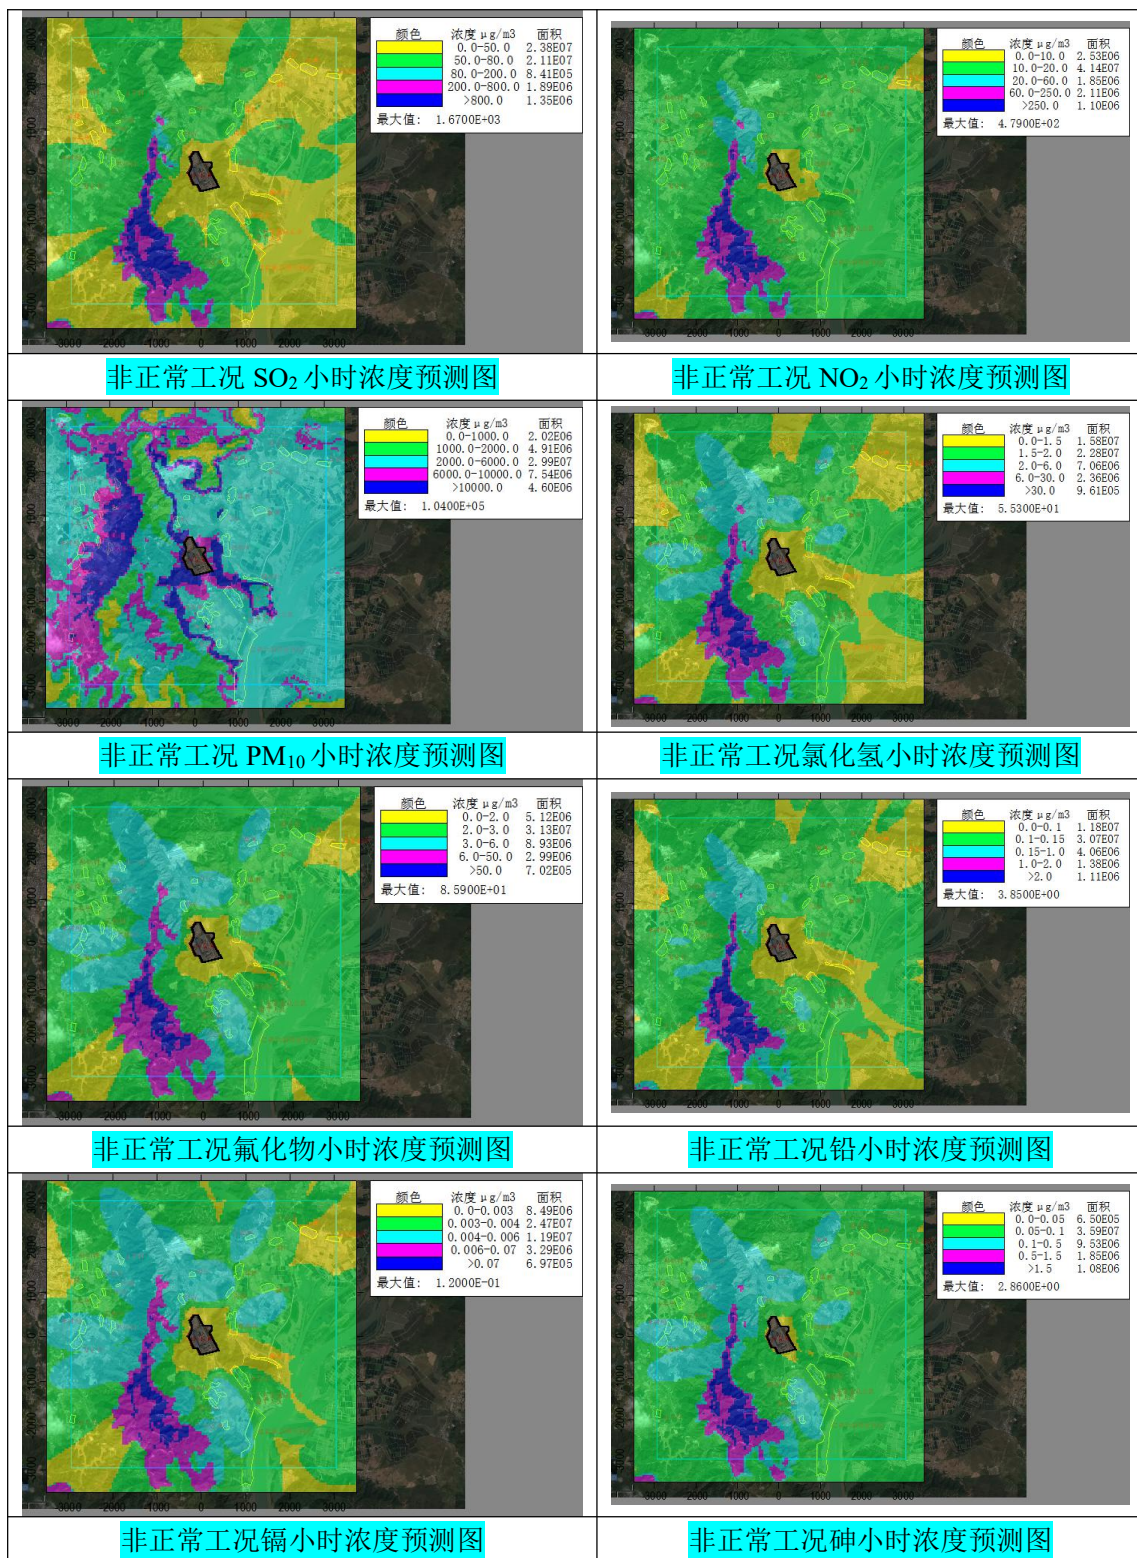 颜色 浓度μg/m3 面积
0.0-50.0 2.38E07
50.0-80.0 2.11E07
80.0-200.0 8.41E05
200.0-800.0 1.89E06
>800.0 1.35E06
最大值: 1.6700E+03
颜色 浓度μg/m3 面积
0.0-10.0 2.53E06
10.0-20.0 4.14E07
20.0-60.0 1.85E06
60.0-250.0 2.11E06
>250.0 1.10E06
最大值: 4.7900E+02
非正常工况 SO₂ 小时浓度预测图
非正常工况 NO₂ 小时浓度预测图
颜色 浓度μg/m3 面积
0.0-1000.0 2.02E06
1000.0-2000.0 4.91E06
2000.0-6000.0 2.99E07
6000.0-10000.0 7.54E06
>10000.0 4.60E06
最大值: 1.0400E+05
颜色 浓度μg/m3 面积
0.0-1.5 1.58E07
1.5-2.0 2.28E07
2.0-6.0 7.06E06
6.0-30.0 2.36E06
>30.0 9.61E05
最大值: 5.5300E+01
非正常工况 PM₁₀ 小时浓度预测图
非正常工况氯化氢小时浓度预测图
颜色 浓度μg/m3 面积
0.0-2.0 5.12E06
2.0-3.0 3.13E07
3.0-6.0 8.93E06
6.0-50.0 2.99E06
>50.0 7.02E05
最大值: 8.5900E+01
颜色 浓度μg/m3 面积
0.0-0.1 1.18E07
0.1-0.15 3.07E07
0.15-1.0 4.06E06
1.0-2.0 1.38E06
>2.0 1.11E06
最大值: 3.8500E+00
非正常工况氟化物小时浓度预测图
非正常工况铅小时浓度预测图
颜色 浓度μg/m3 面积
0.0-0.003 8.49E06
0.003-0.004 2.47E07
0.004-0.006 1.19E07
0.006-0.07 3.29E06
>0.07 6.97E05
最大值: 1.2000E-01
颜色 浓度μg/m3 面积
0.0-0.05 6.50E05
0.05-0.1 3.59E07
0.1-0.5 9.53E06
0.5-1.5 1.85E06
>1.5 1.08E06
最大值: 2.8600E+00
非正常工况镉小时浓度预测图
非正常工况砷小时浓度预测图